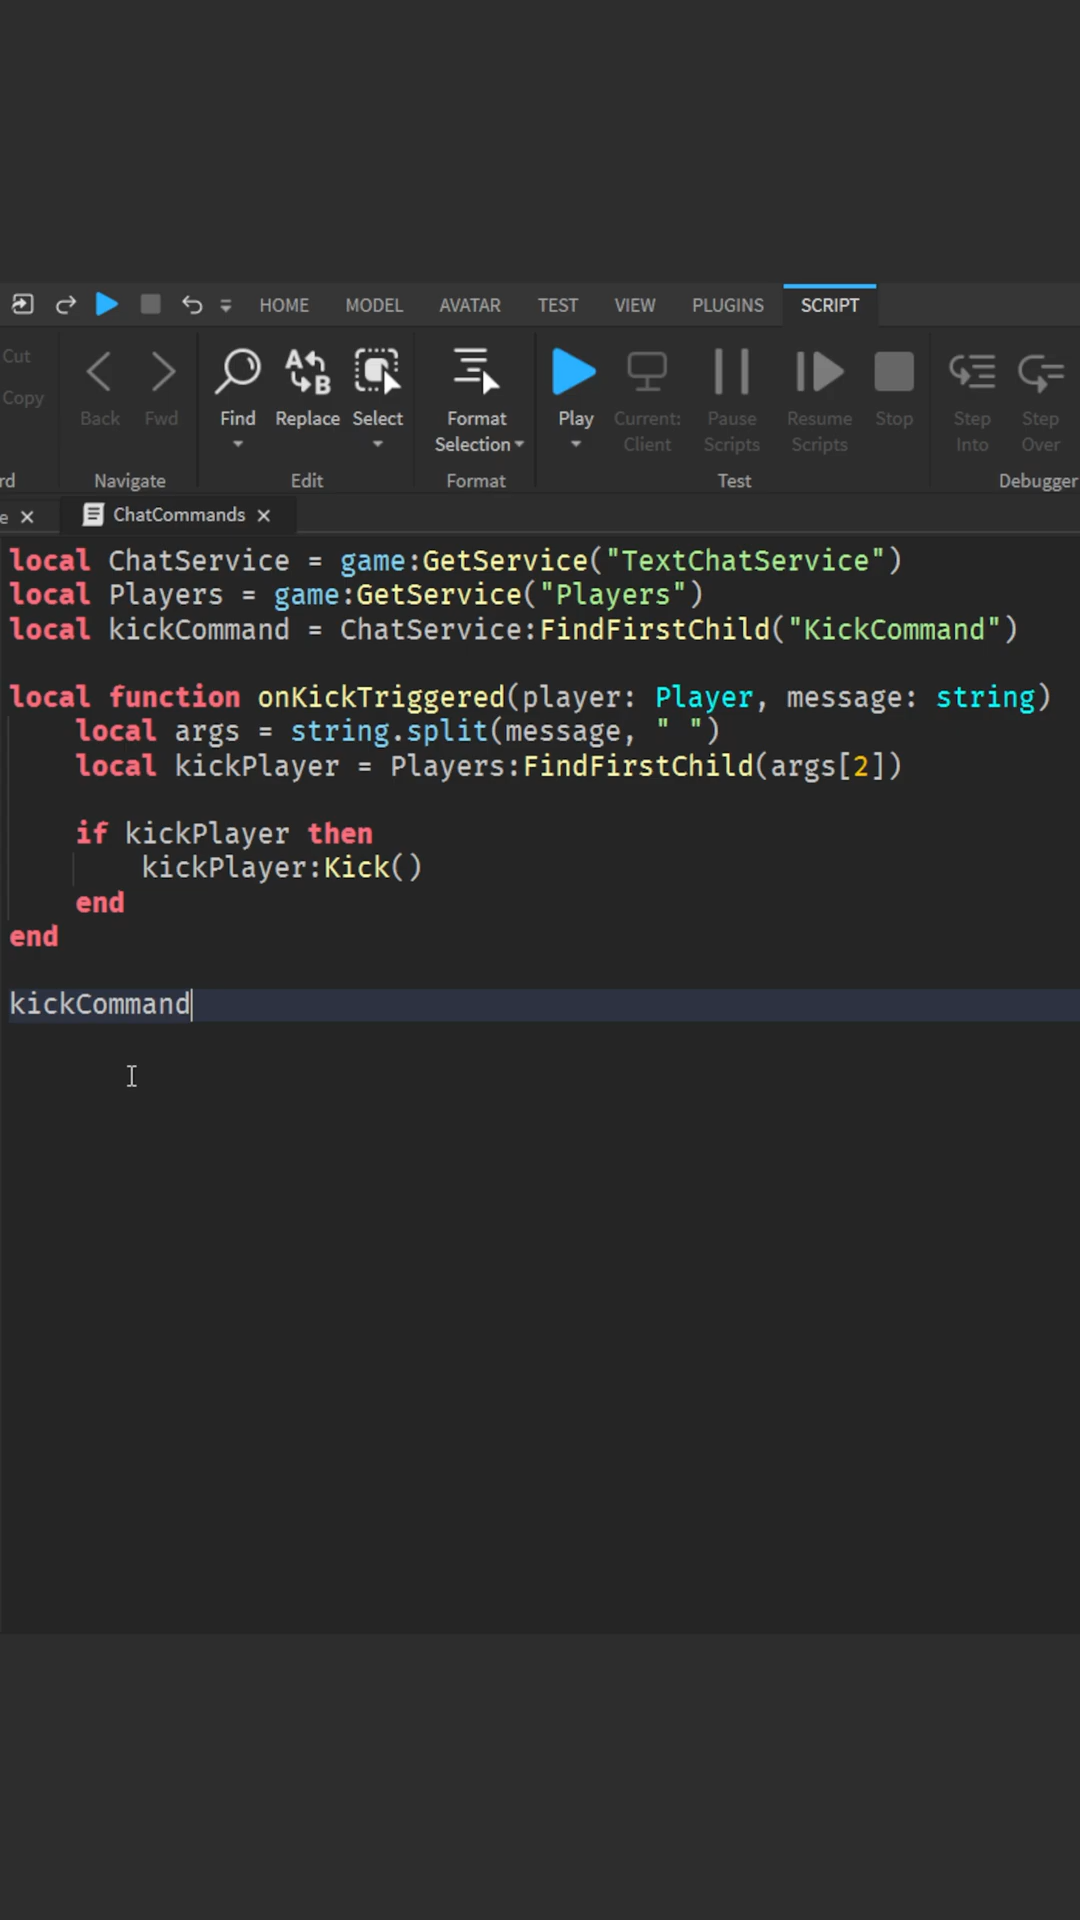 HOME MODEL AVATAR TEST VIEW PLUGINS SCRIPT
Cut
Copy
Back Fwd
Find Replace Select
Format
Selection
Play
Current:
Client
Pause
Scripts
Resume
Scripts
Stop
Step
Into
Step
Over
rd Navigate Edit Format Test Debugger
e × ChatCommands ×
local ChatService = game:GetService("TextChatService")
local Players = game:GetService("Players")
local kickCommand = ChatService:FindFirstChild("KickCommand")
local function onKickTriggered(player: Player, message: string)
local args = string.split(message, " ")
local kickPlayer = Players:FindFirstChild(args[2])
if kickPlayer then
kickPlayer:Kick()
end
end
kickCommand